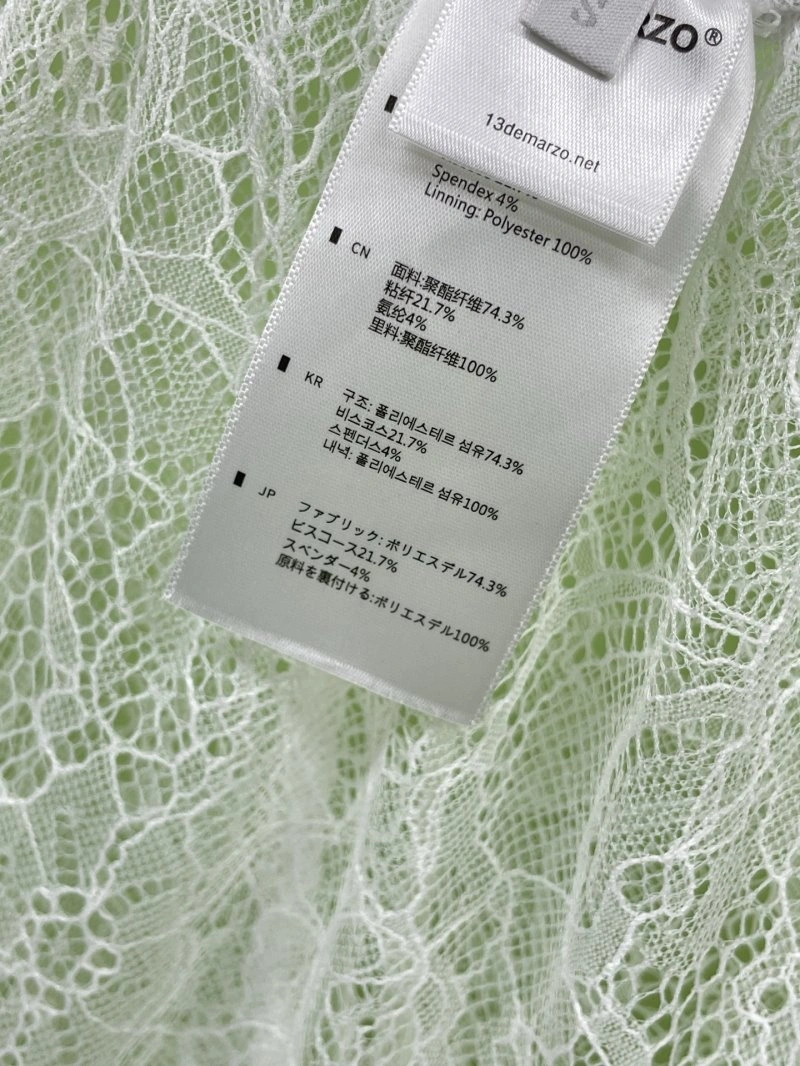 RZO®
13demarzo.net
Spendex 4%
Linning: Polyester 100%
CN
面料:聚酯纤维74.3%
粘纤21.7%
氨纶4%
里料:聚酯纤维100%
KR
구조: 폴리에스테르 섬유74.3%
비스코스21.7%
스펜더스4%
내녁: 폴리에스테르 섬유100%
JP
ファブリック: ポリエステル74.3%
ビスコース21.7%
スペンダー4%
原料を裏付ける:ポリエスデル100%